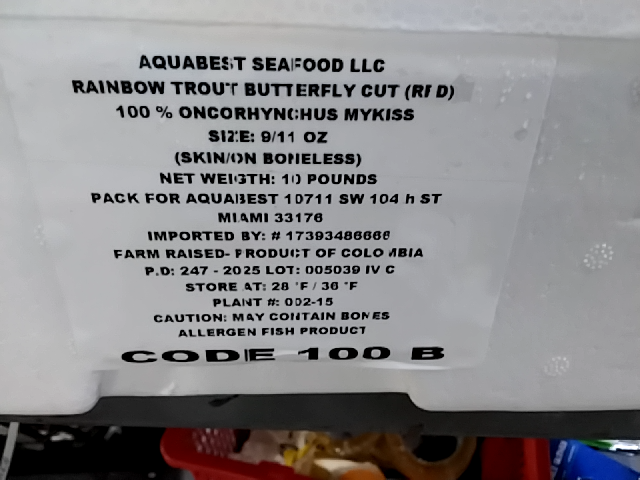 AQUABEST SEAFOOD LLC
RAINBOW TROUT BUTTERFLY CUT (RED)
100 % ONCORHYNCHUS MYKISS
SIZE: 9/11 OZ
(SKIN/ON BONELESS)
NET WEIGTH: 10 POUNDS
PACK FOR AQUABEST 10711 SW 104 h ST
MIAMI 33176
IMPORTED BY: # 17393486666
FARM RAISED- PRODUCT OF COLOMBIA
P.D: 247 - 2025 LOT: 005039 IV C
STORE AT: 28 °F / 36 °F
PLANT #: 002-15
CAUTION: MAY CONTAIN BONES
ALLERGEN FISH PRODUCT
CODE 100 B